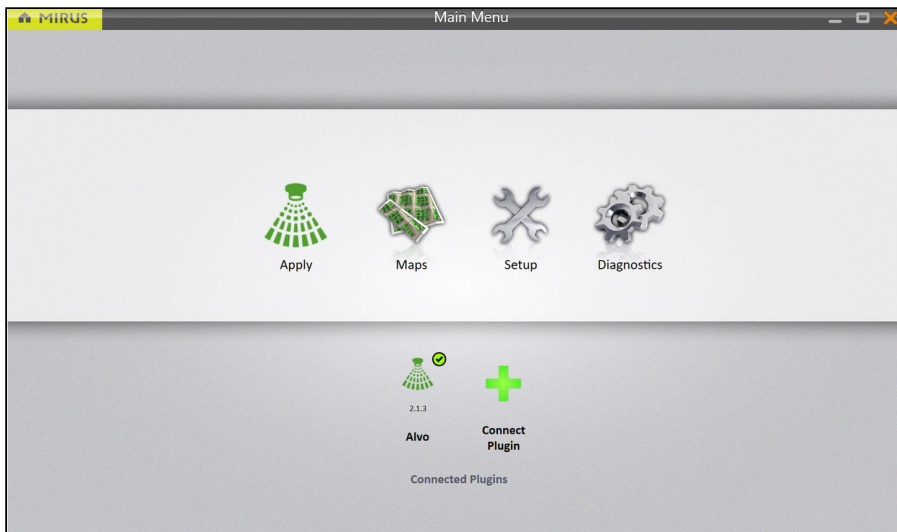 MIRUS
Main Menu
Apply
Maps
Setup
Diagnostics
2.1.3
Alvo
Connect
Plugin
Connected Plugins